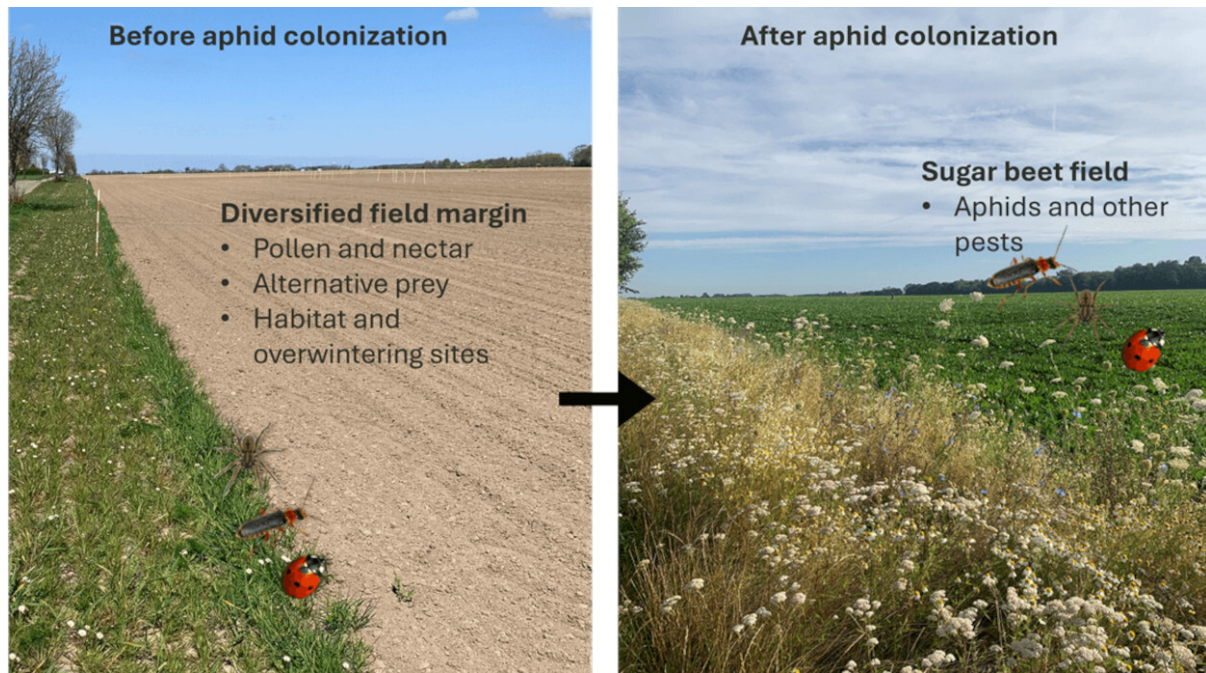 Before aphid colonization
Diversified field margin
• Pollen and nectar
• Alternative prey
• Habitat and
overwintering sites
After aphid colonization
Sugar beet field
• Aphids and other
pests